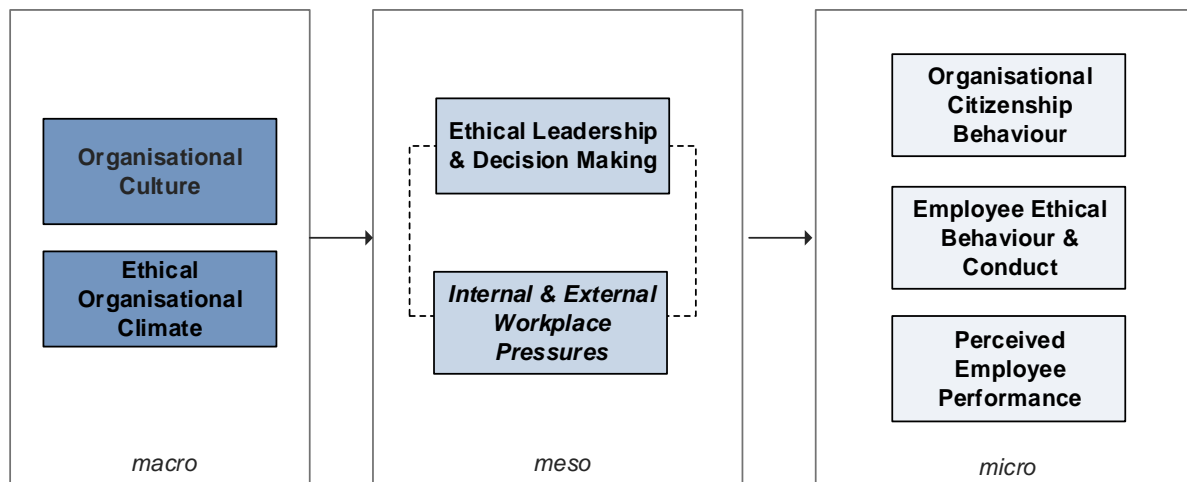 Organisational
Culture
Ethical
Organisational
Climate
macro
Ethical Leadership
& Decision Making
Internal & External
Workplace
Pressures
meso
Organisational
Citizenship
Behaviour
Employee Ethical
Behaviour &
Conduct
Perceived
Employee
Performance
micro